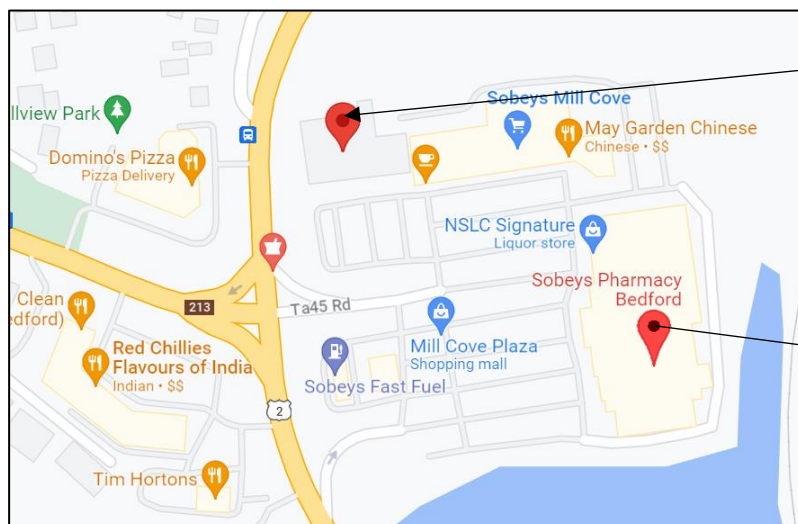 llview Park
Domino's Pizza
Pizza Delivery
Sobeys Mill Cove
May Garden Chinese
Chinese • $$
NSLC Signature
Liquor store
Sobeys Pharmacy
Bedford
213
Ta45 Rd
Clean
edford)
Red Chillies
Flavours of India
Indian • $$
Mill Cove Plaza
Shopping mall
Sobeys Fast Fuel
2
Tim Hortons